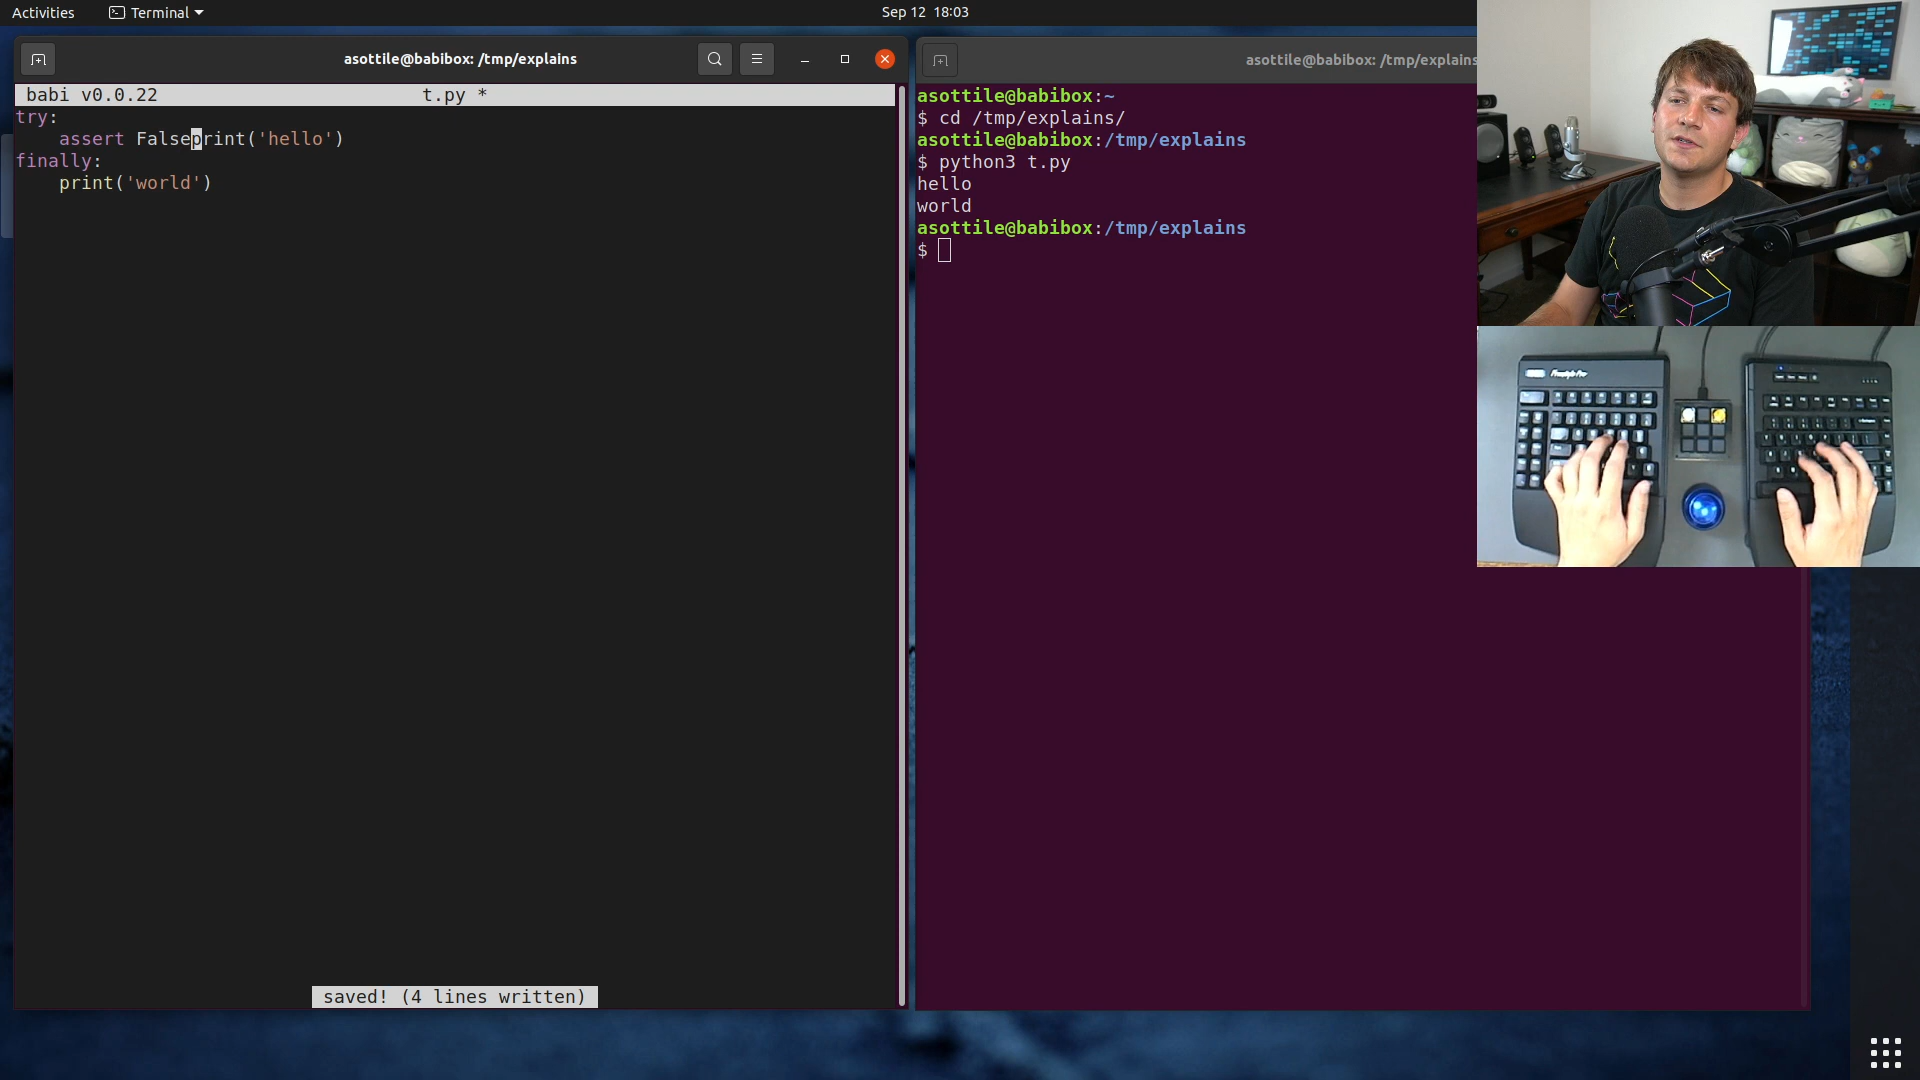 Activities
Terminal
Sep 12 18:03
asottile@babibox: /tmp/explains
babi v0.0.22 t.py *
try:
    assert Falseprint('hello')
finally:
    print('world')
saved! (4 lines written)
asottile@babibox: /tmp/explains
asottile@babibox:~
$ cd /tmp/explains/
asottile@babibox:/tmp/explains
$ python3 t.py
hello
world
asottile@babibox:/tmp/explains
$
Freestyle Pro